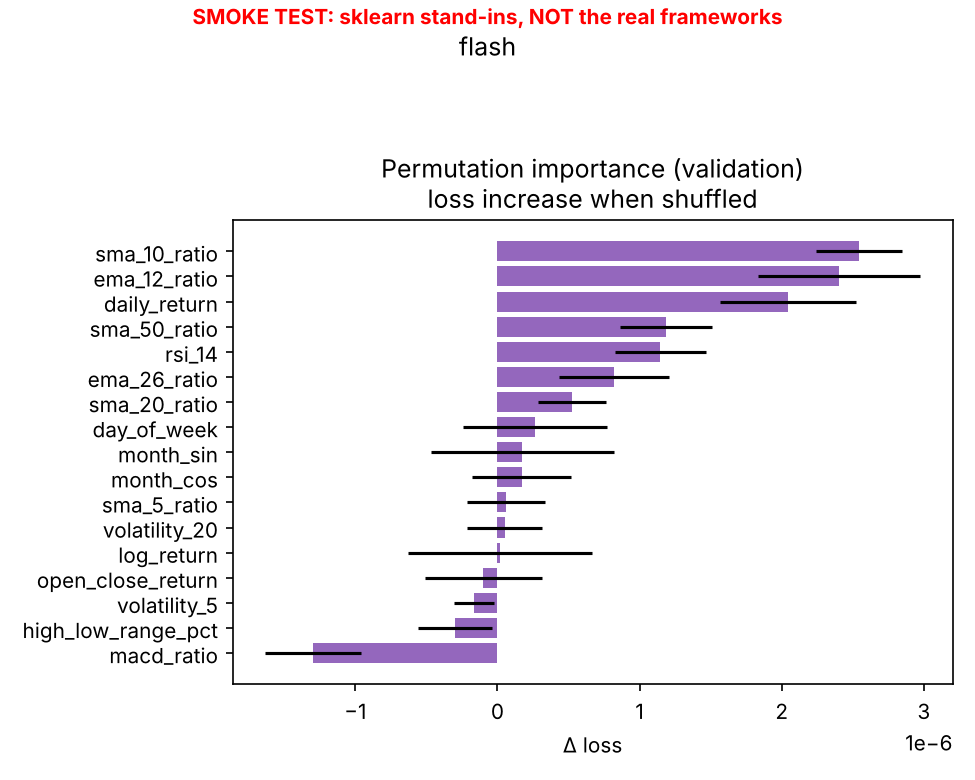 SMOKE TEST: sklearn stand-ins, NOT the real frameworks
flash
Permutation importance (validation)
loss increase when shuffled
sma_10_ratio
ema_12_ratio
daily_return
sma_50_ratio
rsi_14
ema_26_ratio
sma_20_ratio
day_of_week
month_sin
month_cos
sma_5_ratio
volatility_20
log_return
open_close_return
volatility_5
high_low_range_pct
macd_ratio
−1 0 1 2 3
Δ loss
1e−6